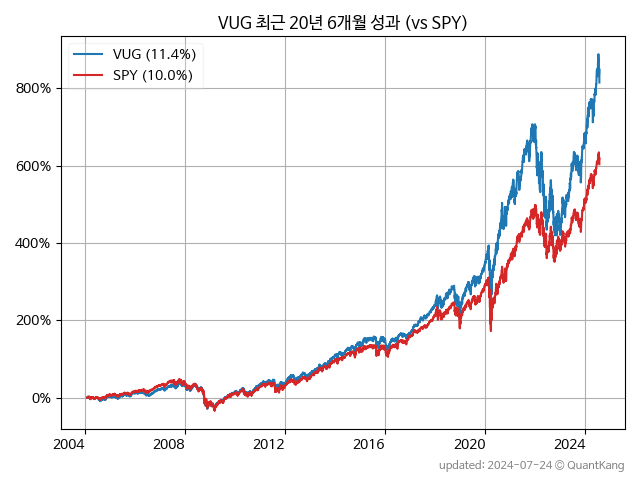 VUG 최근 20년 6개월 성과 (vs SPY)
VUG (11.4%)
SPY (10.0%)
800%
600%
400%
200%
0%
2004 2008 2012 2016 2020 2024
updated: 2024-07-24 © QuantKang